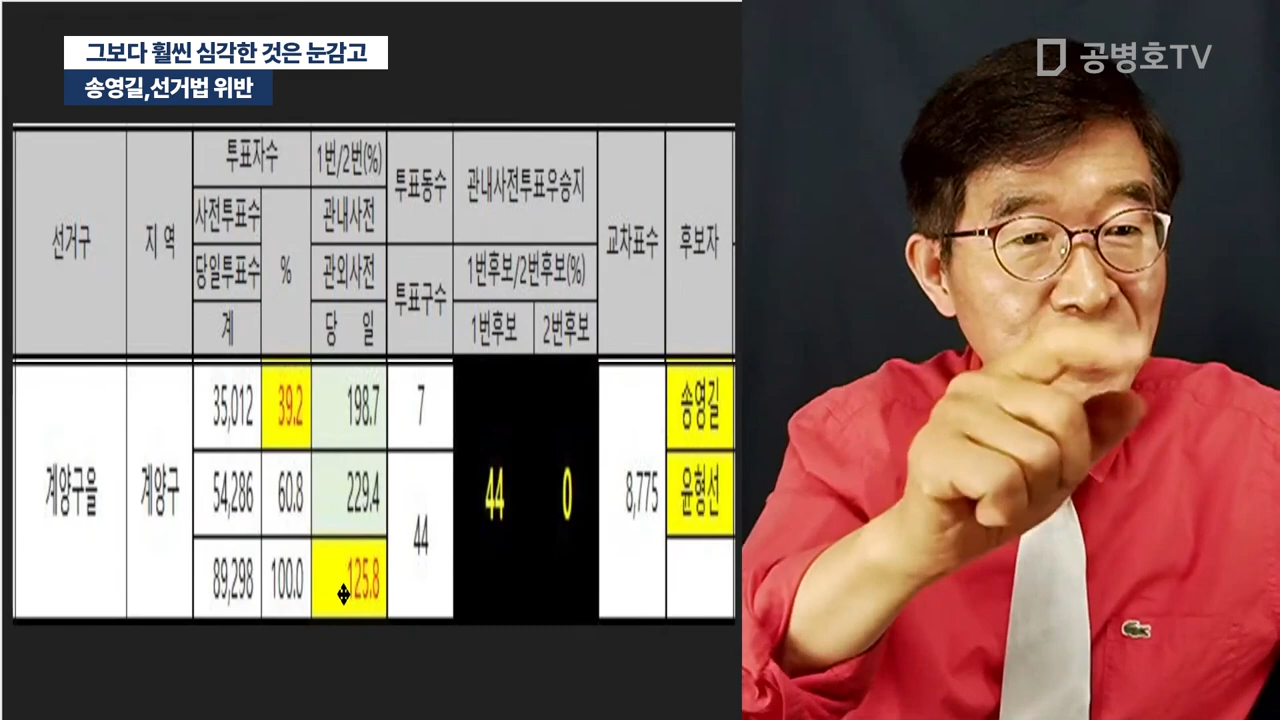 그보다 훨씬 심각한 것은 눈감고
송영길,선거법 위반
공병호TV
선거구 지 역 투표자수 1번/2번(%) 투표동수 관내사전투표우승지 교차표수 후보자
사전투표수 % 관내사전
당일투표수 관외사전 투표구수 1번후보/2번후보(%)
계 당 일 1번후보 2번후보
계양구을 계양구 35,012 39.2 198.7 7 44 0 8,775 송영길
54,286 60.8 229.4 44 윤형선
89,298 100.0 125.8